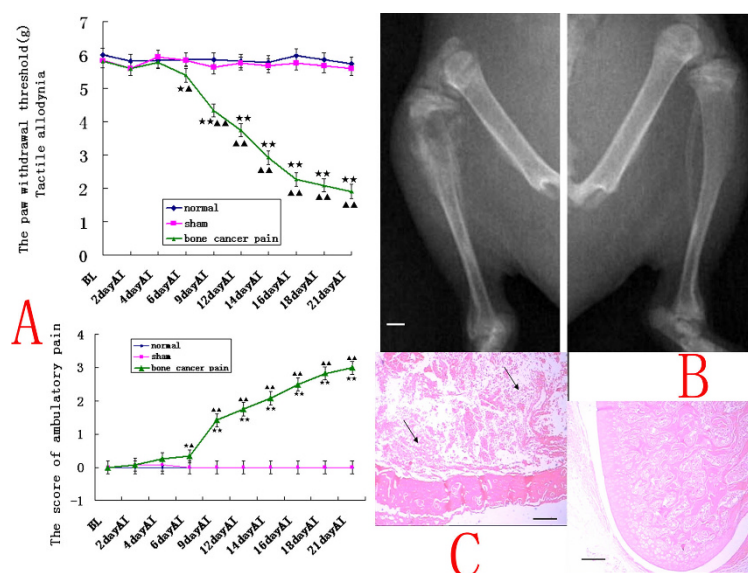 A
The paw withdrawal threshold(g)
Tactile allodynia
7
6
5
4
3
2
1
0
★▲
★★▲▲
★★
▲▲
★★
▲▲
★★
▲▲
★★
▲▲
★★
▲▲
normal
sham
bone cancer pain
BL
2dayAI
4dayAI
6dayAI
9dayAI
12dayAI
14dayAI
16dayAI
18dayAI
21dayAI
The score of ambulatory pain
4
3
2
1
0
-1
normal
sham
bone cancer pain
★▲
▲▲
★★
▲▲
★★
▲▲
★★
▲▲
★★
▲▲
★★
▲▲
★★
BL
2dayAI
4dayAI
6dayAI
9dayAI
12dayAI
14dayAI
16dayAI
18dayAI
21dayAI
B
C